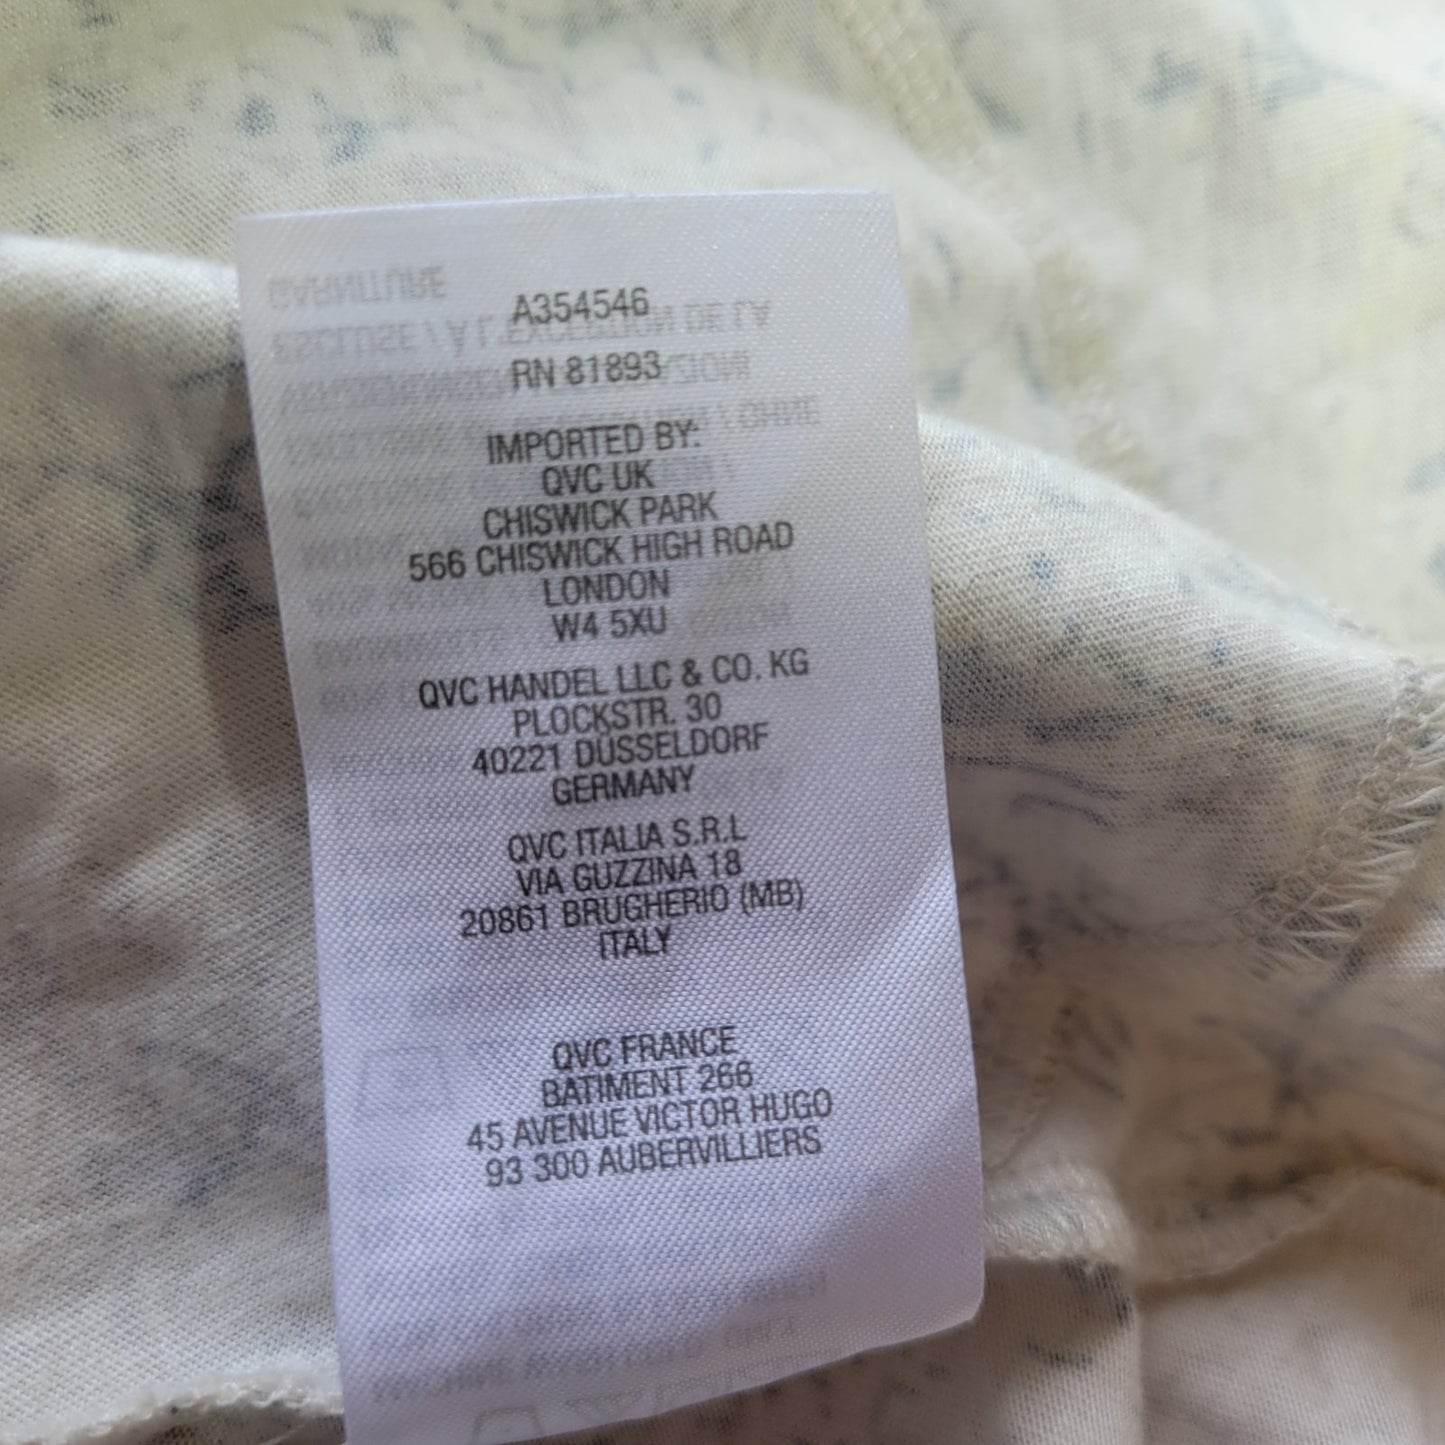 A354546
RN 81893
IMPORTED BY:
QVC UK
CHISWICK PARK
566 CHISWICK HIGH ROAD
LONDON
W4 5XU
QVC HANDEL LLC & CO. KG
PLOCKSTR. 30
40221 DÜSSELDORF
GERMANY
QVC ITALIA S.R.L
VIA GUZZINA 18
20861 BRUGHERIO (MB)
ITALY
QVC FRANCE
BATIMENT 266
45 AVENUE VICTOR HUGO
93 300 AUBERVILLIERS